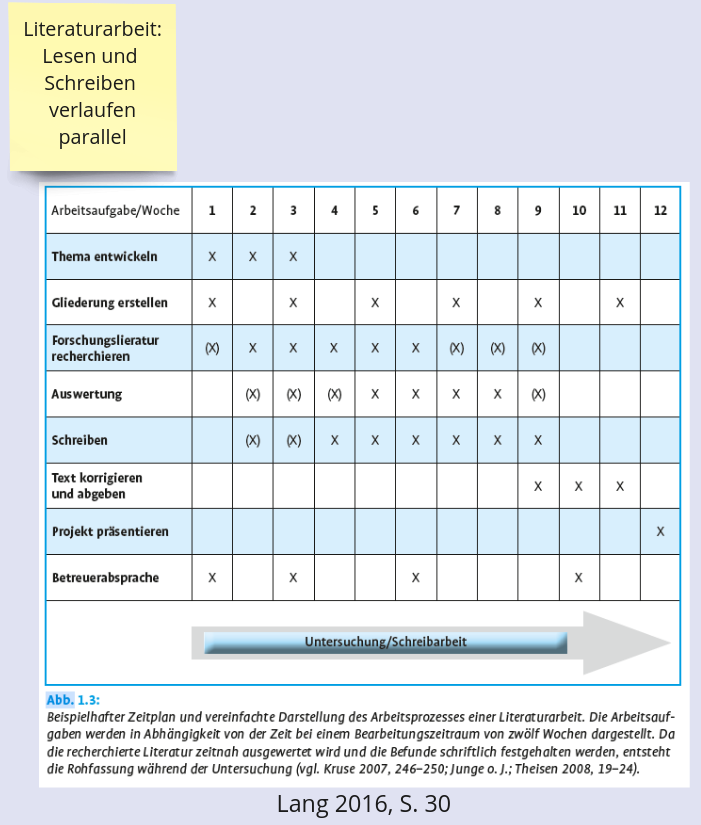 Literaturarbeit:
Lesen und
Schreiben
verlaufen
parallel
Arbeitsaufgabe/Woche 1 2 3 4 5 6 7 8 9 10 11 12
Thema entwickeln X X X
Gliederung erstellen X X X X X X
Forschungslieratur
recherchieren (X) X X X X X (X) (X) (X)
Auswertung (X) (X) (X) X X X X (X)
Schreiben (X) (X) X X X X X X
Text korrigieren
und abgeben X X X
Projekt präsentieren X
Betreuerabsprache X X X X
Untersuchung/Schreibarbeit
Abb. 1.3:
Beispielhafter Zeitplan und vereinfachte Darstellung des Arbeitsprozesses einer Literaturarbeit. Die Arbeitsauf-
gaben werden in Abhängigkeit von der Zeit bei einem Bearbeitungszeitraum von zwölf Wochen dargestellt. Da
die recherchierte Literatur zeitnah ausgewertet wird und die Befunde schriftlich festgehalten werden, entsteht
die Rohfassung während der Untersuchung (vgl. Kruse 2007, 246–250; Junge o. J.; Theisen 2008, 19–24).
Lang 2016, S. 30